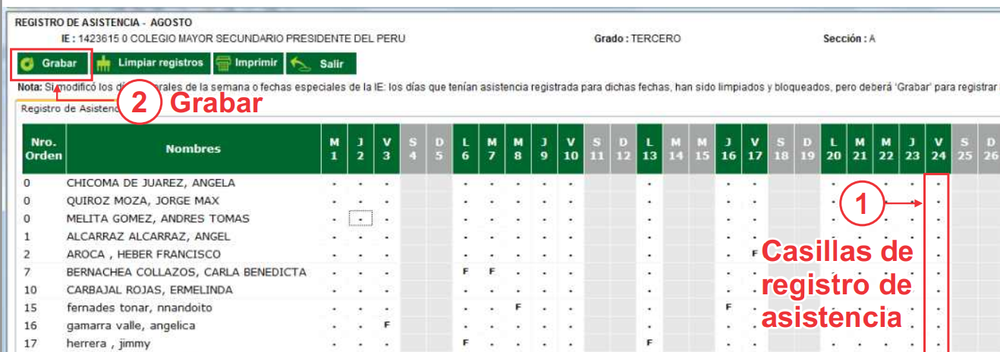 REGISTRO DE ASISTENCIA - AGOSTO
IE : 1423615 0 COLEGIO MAYOR SECUNDARIO PRESIDENTE DEL PERU Grado : TERCERO Sección : A
Grabar Limpiar registros Imprimir Salir
Nota: Si modificó los rales de la semana o fechas especiales de la IE: los días que tenían asistencia registrada para dichas fechas, han sido limpiados y bloqueados, pero deberá 'Grabar' para registrar
2 Grabar
Registro de Asistenc
Nro. Orden Nombres M 1 J 2 V 3 S 4 D 5 L 6 M 7 M 8 J 9 V 10 S 11 D 12 L 13 M 14 M 15 J 16 V 17 S 18 D 19 L 20 M 21 M 22 J 23 V 24 S 25 D 26
0 CHICOMA DE JUAREZ, ANGELA
0 QUIROZ MOZA, JORGE MAX
0 MELITA GOMEZ, ANDRES TOMAS
1 ALCARRAZ ALCARRAZ, ANGEL
2 AROCA , HEBER FRANCISCO F
7 BERNACHEA COLLAZOS, CARLA BENEDICTA F F
10 CARBAJAL ROJAS, ERMELINDA
15 fernades tonar, nnandoito F F
16 gamarra valle, angelica F
17 herrera , jimmy F F
1
Casillas de
registro de
asistencia